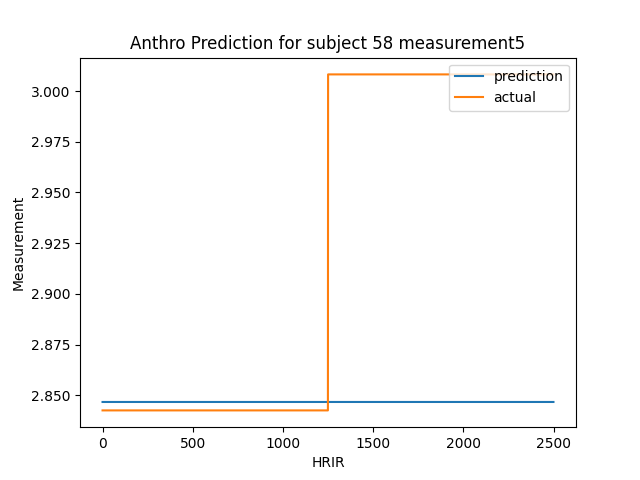 Anthro Prediction for subject 58 measurement5
prediction
actual
Measurement
3.000
2.975
2.950
2.925
2.900
2.875
2.850
0 500 1000 1500 2000 2500
HRIR